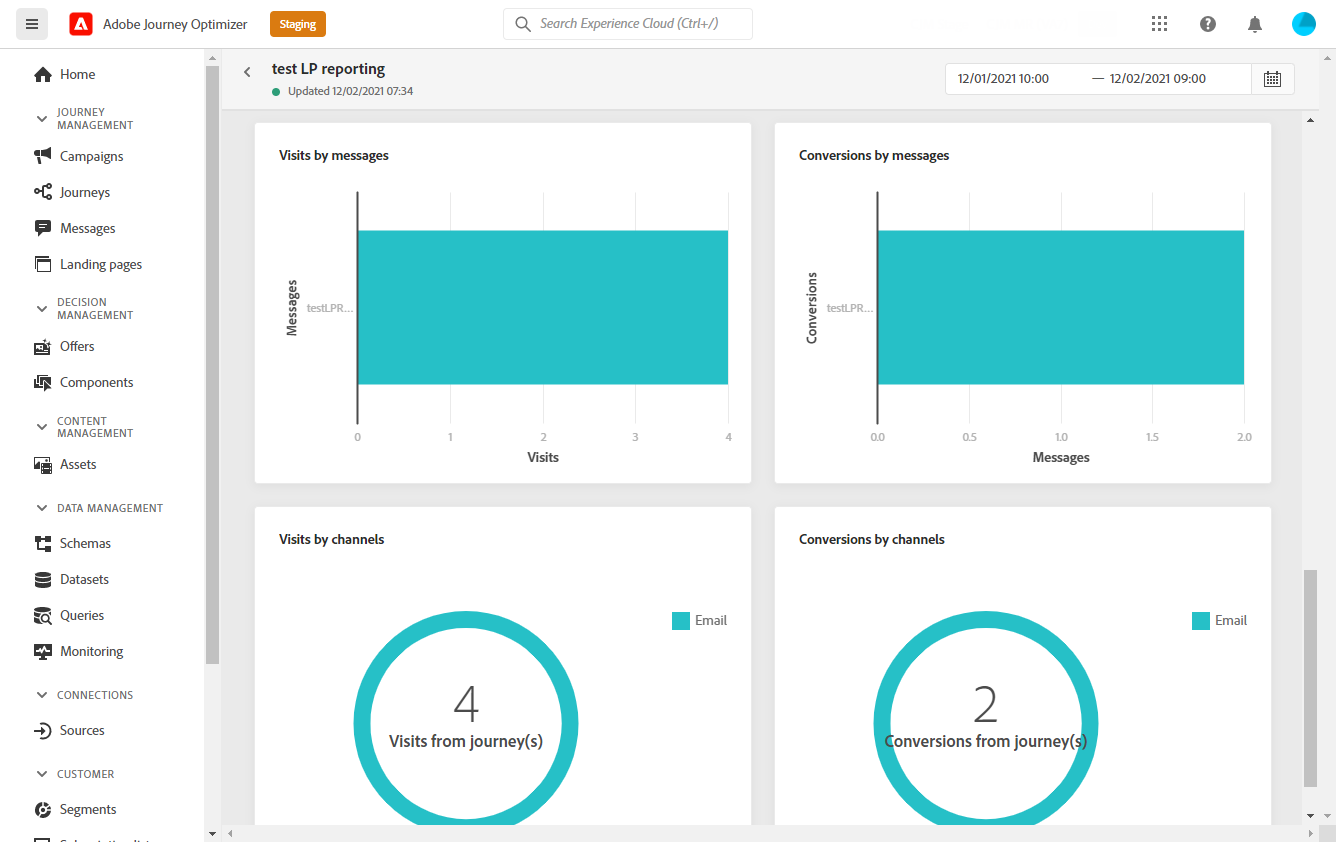 Adobe Journey Optimizer
Staging
Search Experience Cloud (Ctrl+/)
Home
JOURNEY
MANAGEMENT
Campaigns
Journeys
Messages
Landing pages
DECISION
MANAGEMENT
Offers
Components
CONTENT
MANAGEMENT
Assets
DATA MANAGEMENT
Schemas
Datasets
Queries
Monitoring
CONNECTIONS
Sources
CUSTOMER
Segments
test LP reporting
Updated 12/02/2021 07:34
12/01/2021 10:00 — 12/02/2021 09:00
Visits by messages
Messages
testLPR...
0 1 2 3 4
Visits
Conversions by messages
Conversions
testLPR...
0.0 0.5 1.0 1.5 2.0
Messages
Visits by channels
Email
4
Visits from journey(s)
Conversions by channels
Email
2
Conversions from journey(s)